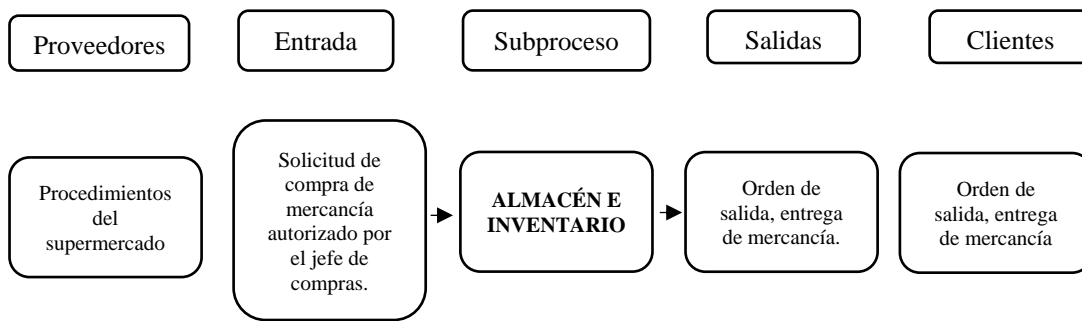 Proveedores
Entrada
Subproceso
Salidas
Clientes
Procedimientos
del
supermercado
Solicitud de
compra de
mercancía
autorizado por
el jefe de
compras.
ALMACÉN E
INVENTARIO
Orden de
salida, entrega
de mercancía.
Orden de
salida, entrega
de mercancía